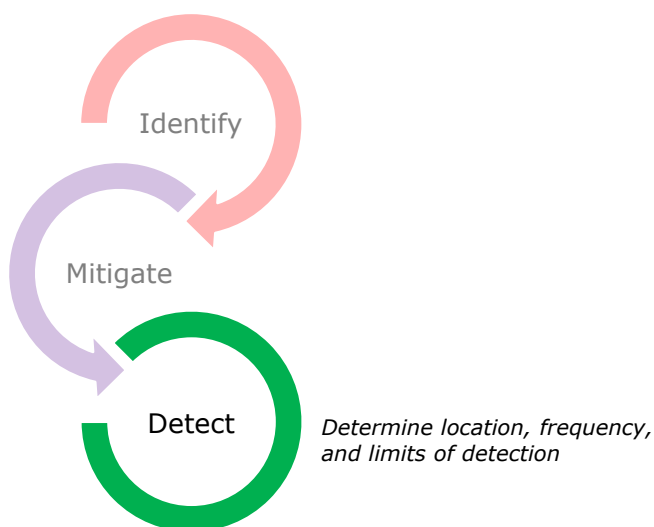 Identify
Mitigate
Detect
Determine location, frequency,
and limits of detection